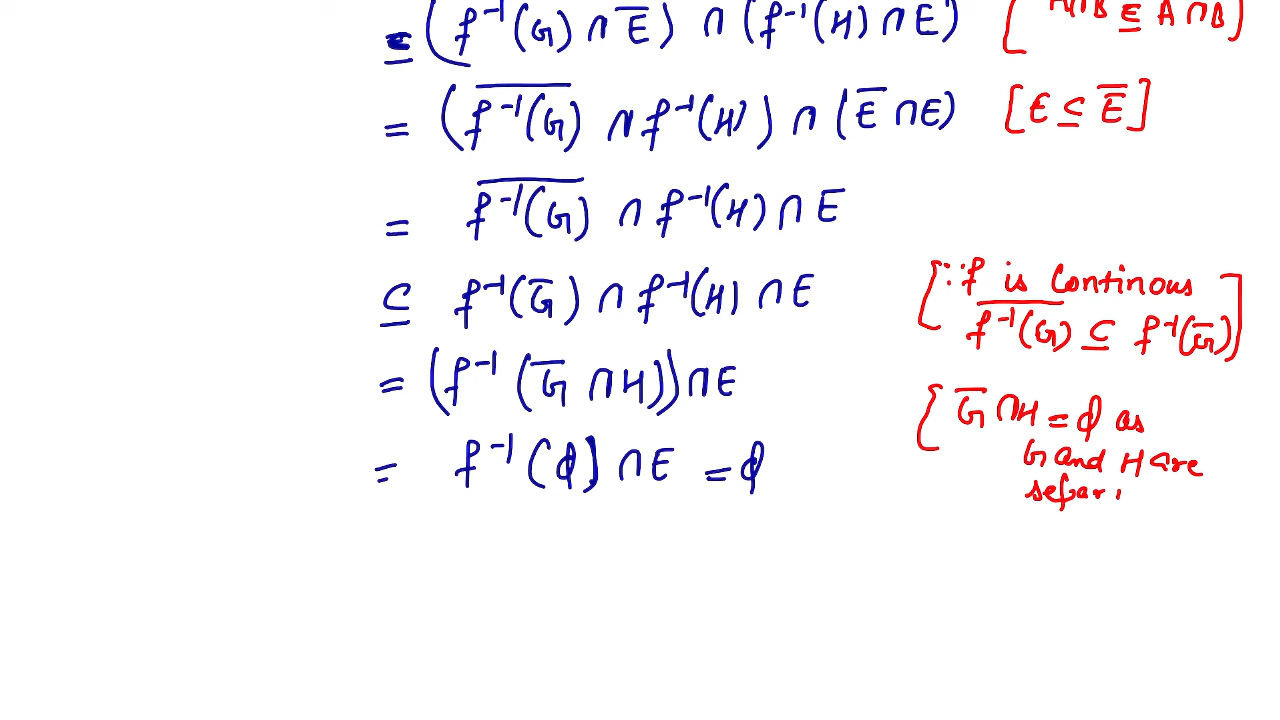 ⊆ (f⁻¹(G) ∩ E̅) ∩ (f⁻¹(H) ∩ E) [A∩B ⊆ A∩B]
= (f⁻¹(G)̅ ∩ f⁻¹(H)) ∩ (E̅ ∩ E) [E ⊆ E̅]
= f⁻¹(G)̅ ∩ f⁻¹(H) ∩ E
⊆ f⁻¹(G̅) ∩ f⁻¹(H) ∩ E [∵ f is Continous
f⁻¹(G)̅ ⊆ f⁻¹(G̅)]
= (f⁻¹(G̅ ∩ H)) ∩ E [G̅ ∩ H = ϕ as
= f⁻¹(ϕ) ∩ E = ϕ G and H are
separ